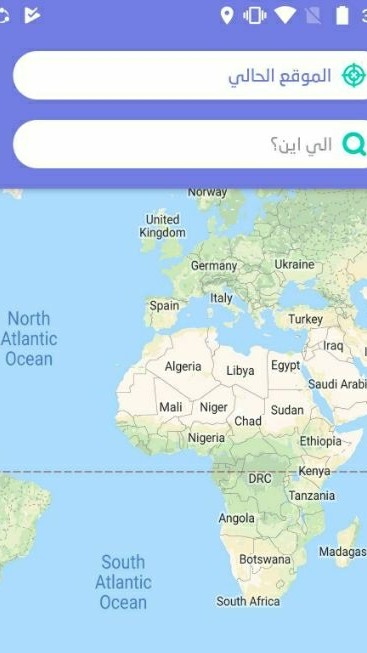 الموقع الحالي
الي اين؟
Norway
United
Kingdom
Germany
Ukraine
Spain
Italy
Turkey
North
Atlantic
Ocean
Iraq
Algeria
Libya
Egypt
Saudi Arabi
Mali
Niger
Chad
Sudan
Nigeria
Ethiopia
DRC
Kenya
Tanzania
Angola
South
Atlantic
Ocean
Botswana
Madagas
South Africa